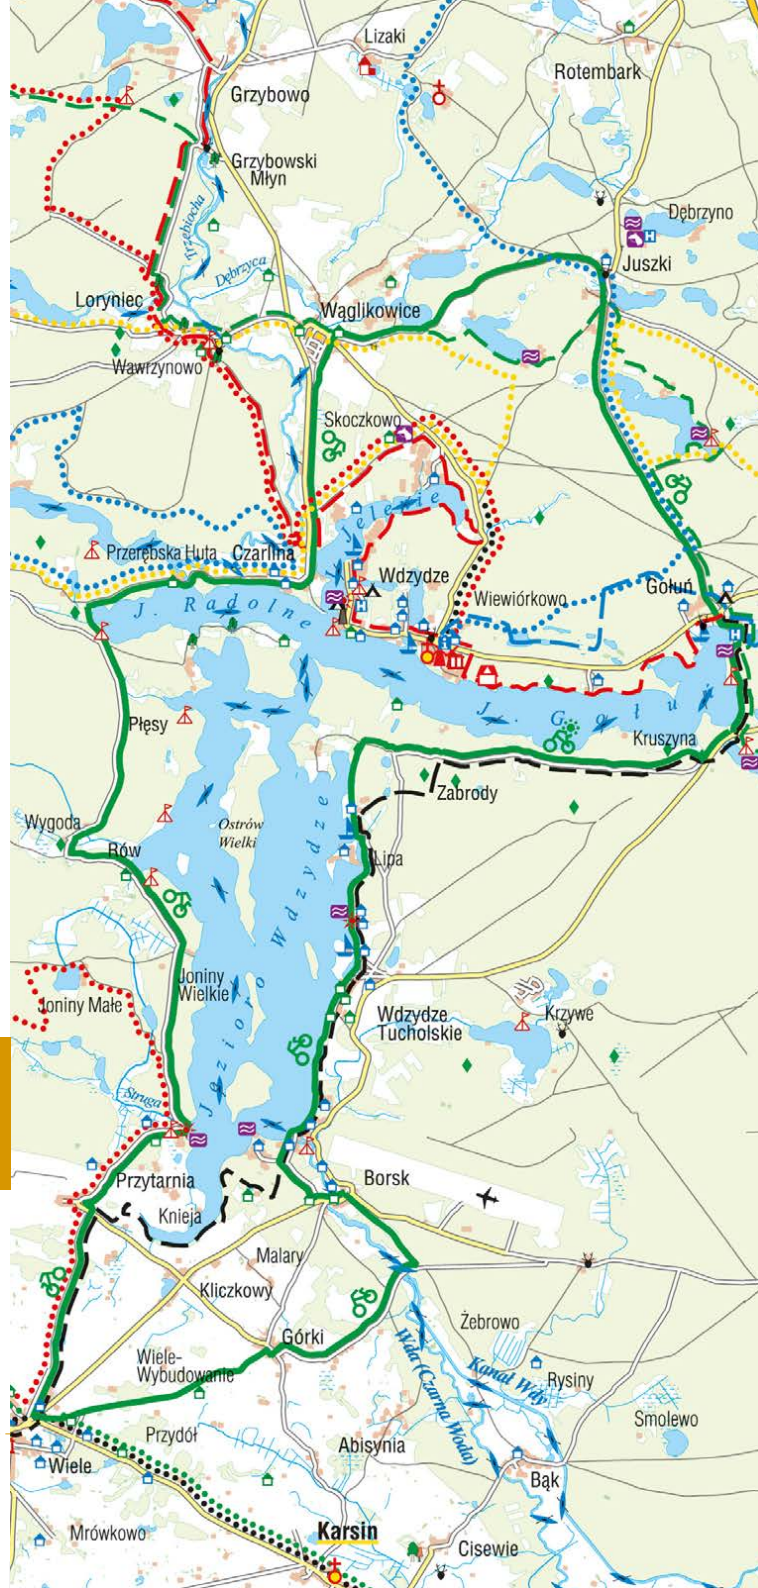 Lizaki
Rotembark
Grzybowo
Grzybowski
Młyn
Trzebiocha
Dębrzyno
Juszki
Dębrzyca
Loryniec
Wąglikowice
Wawrzynowo
Skoczkowo
Jelenie
Przerębska Huta
Czarlina
Wdzydze
Wiewiórkowo
Gołuń
H
H
H
J. Radolne
J. Gołuń
Płęsy
Kruszyna
Zabrody
Wygoda
Rów
Ostrów
Wielki
Lipa
Jezioro Wdzydze
Joniny
Wielkie
Joniny Małe
Wdzydze
Tucholskie
Krzywe
Struga
Przytarnia
Borsk
Knieja
Malary
Kliczkowy
Górki
Żebrowo
Wda (Czarna Woda)
Kanał Wdy
Wiele-
Wybudowanie
Rysiny
Smolewo
Przydół
Abisynia
Wiele
Bąk
Mrówkowo
Karsin
Cisewie